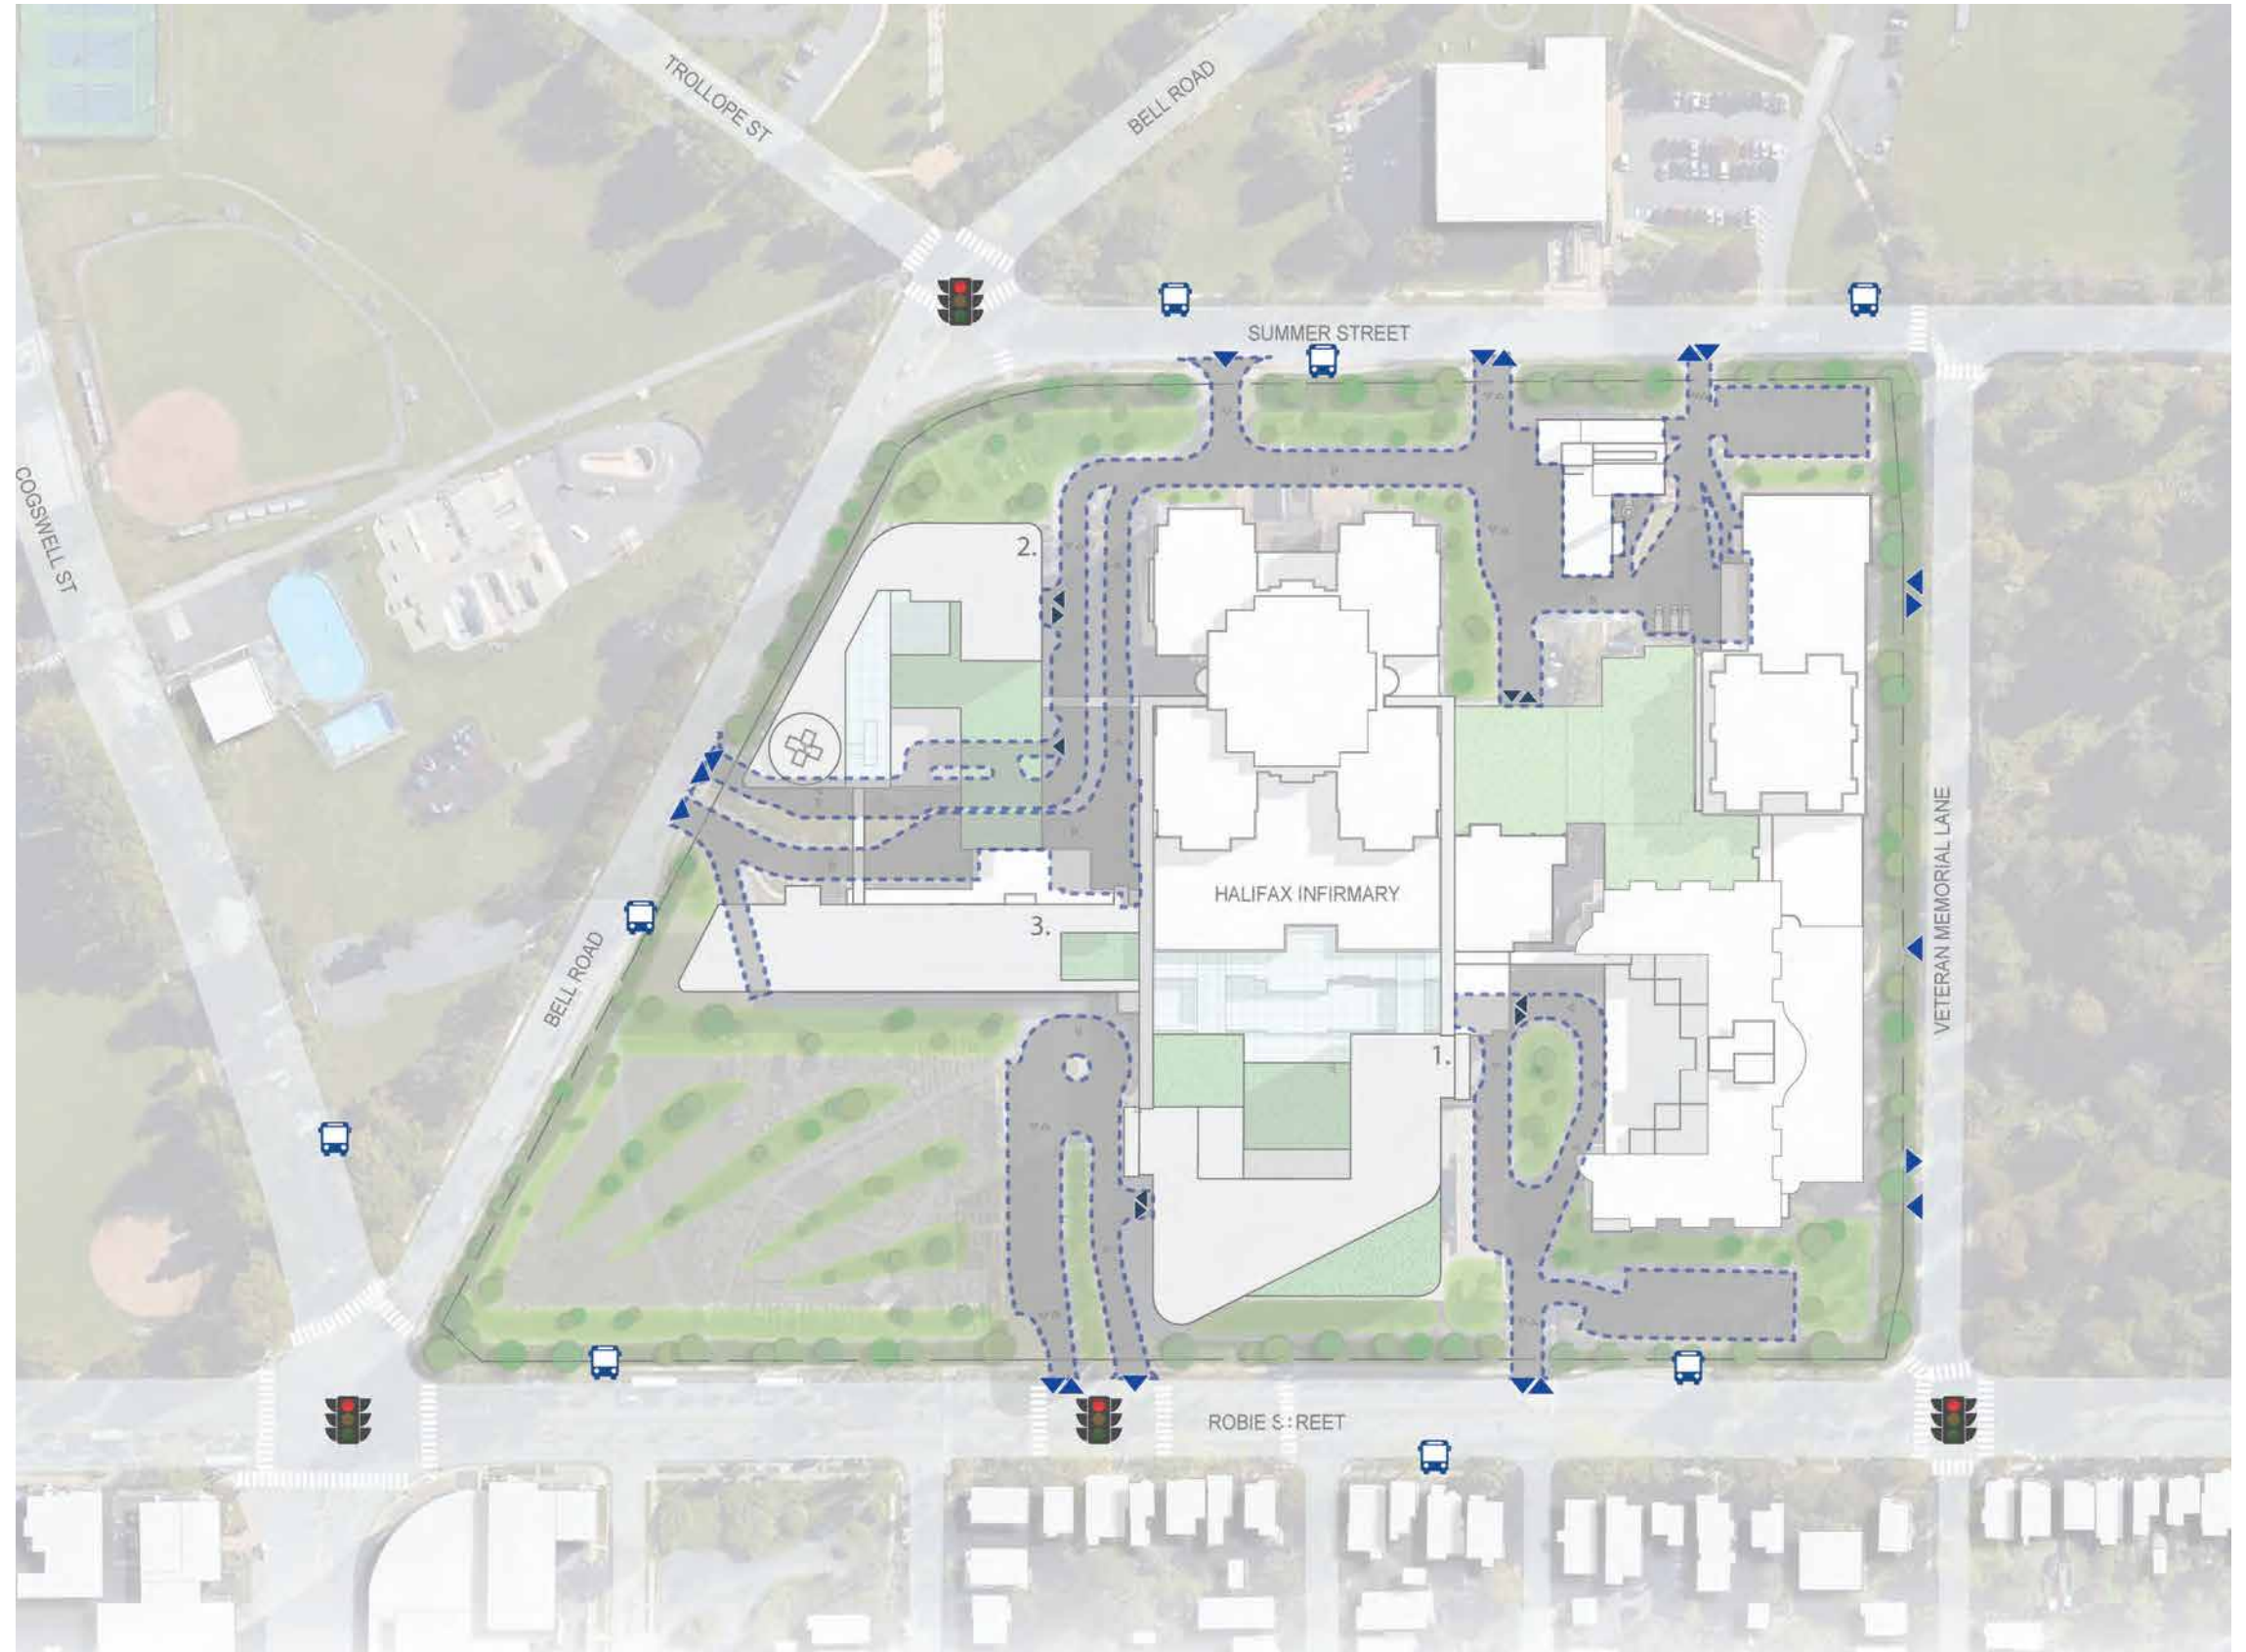 TROLLOPE ST
BELL ROAD
SUMMER STREET
COGSWELL ST
2.
HALIFAX INFIRMARY
3.
VETERAN MEMORIAL LANE
BELL ROAD
1.
ROBIE S REET